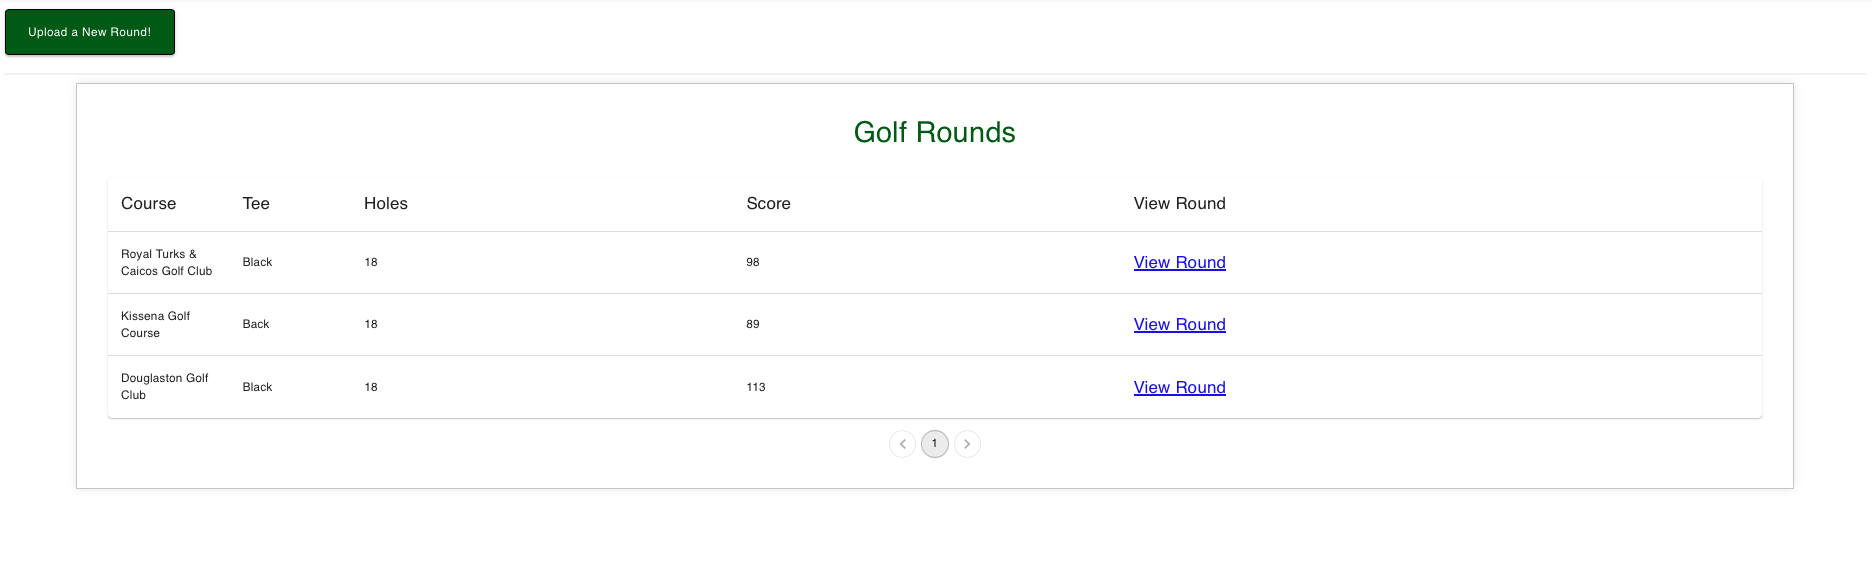 Upload a New Round!
Golf Rounds
Course Tee Holes Score View Round
Royal Turks &
Caicos Golf Club Black 18 98 View Round
Kissena Golf
Course Back 18 89 View Round
Douglaston Golf
Club Black 18 113 View Round
1